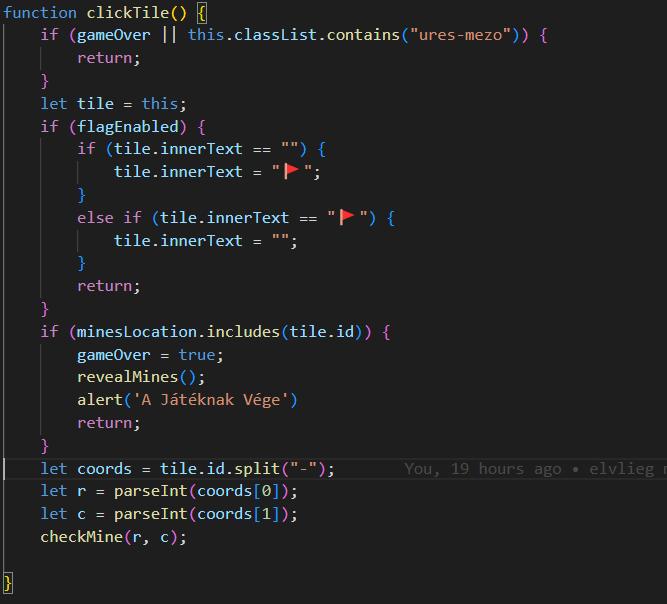 function clickTile() {
if (gameOver || this.classList.contains("ures-mezo")) {
return;
}
let tile = this;
if (flagEnabled) {
if (tile.innerText == "") {
tile.innerText = "🚩";
}
else if (tile.innerText == "🚩") {
tile.innerText = "";
}
return;
}
if (minesLocation.includes(tile.id)) {
gameOver = true;
revealMines();
alert('A Játéknak Vége')
return;
}
let coords = tile.id.split("-"); You, 19 hours ago • elvlieg
let r = parseInt(coords[0]);
let c = parseInt(coords[1]);
checkMine(r, c);
}